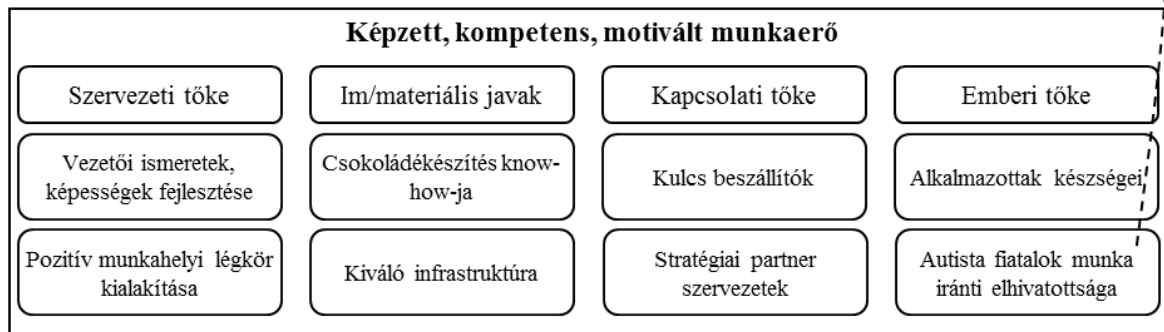 Képzett, kompetens, motivált munkaerő
Szervezeti tőke
Im/materiális javak
Kapcsolati tőke
Emberi tőke
Vezetői ismeretek,
képességek fejlesztése
Csokoládékészítés know-
how-ja
Kulcs beszállítók
Alkalmazottak készségei
Pozitív munkahelyi légkör
kialakítása
Kiváló infrastruktúra
Stratégiai partner
szervezetek
Autista fiatalok munka
iránti elhivatottsága